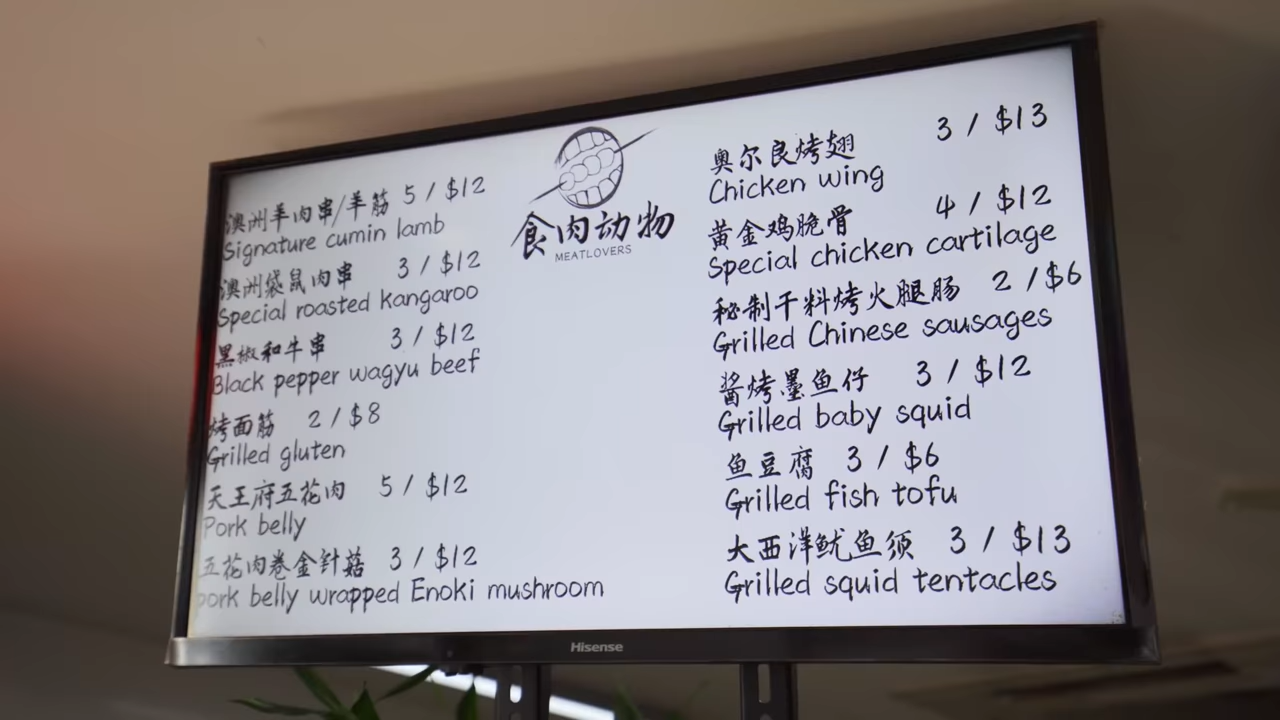 澳洲羊肉串/羊筋 5 / $12
Signature cumin lamb
澳洲袋鼠肉串 3 / $12
Special roasted kangaroo
黑椒和牛串 3 / $12
Black pepper wagyu beef
烤面筋 2 / $8
Grilled gluten
天王府五花肉 5 / $12
Pork belly
五花肉卷金针菇 3 / $12
pork belly wrapped Enoki mushroom
食肉动物
MEATLOVERS
奥尔良烤翅 3 / $13
Chicken wing
黄金鸡脆骨 4 / $12
Special chicken cartilage
秘制干料烤火腿肠 2 / $6
Grilled Chinese sausages
酱烤墨鱼仔 3 / $12
Grilled baby squid
鱼豆腐 3 / $6
Grilled fish tofu
大西洋鱿鱼须 3 / $13
Grilled squid tentacles
Hisense